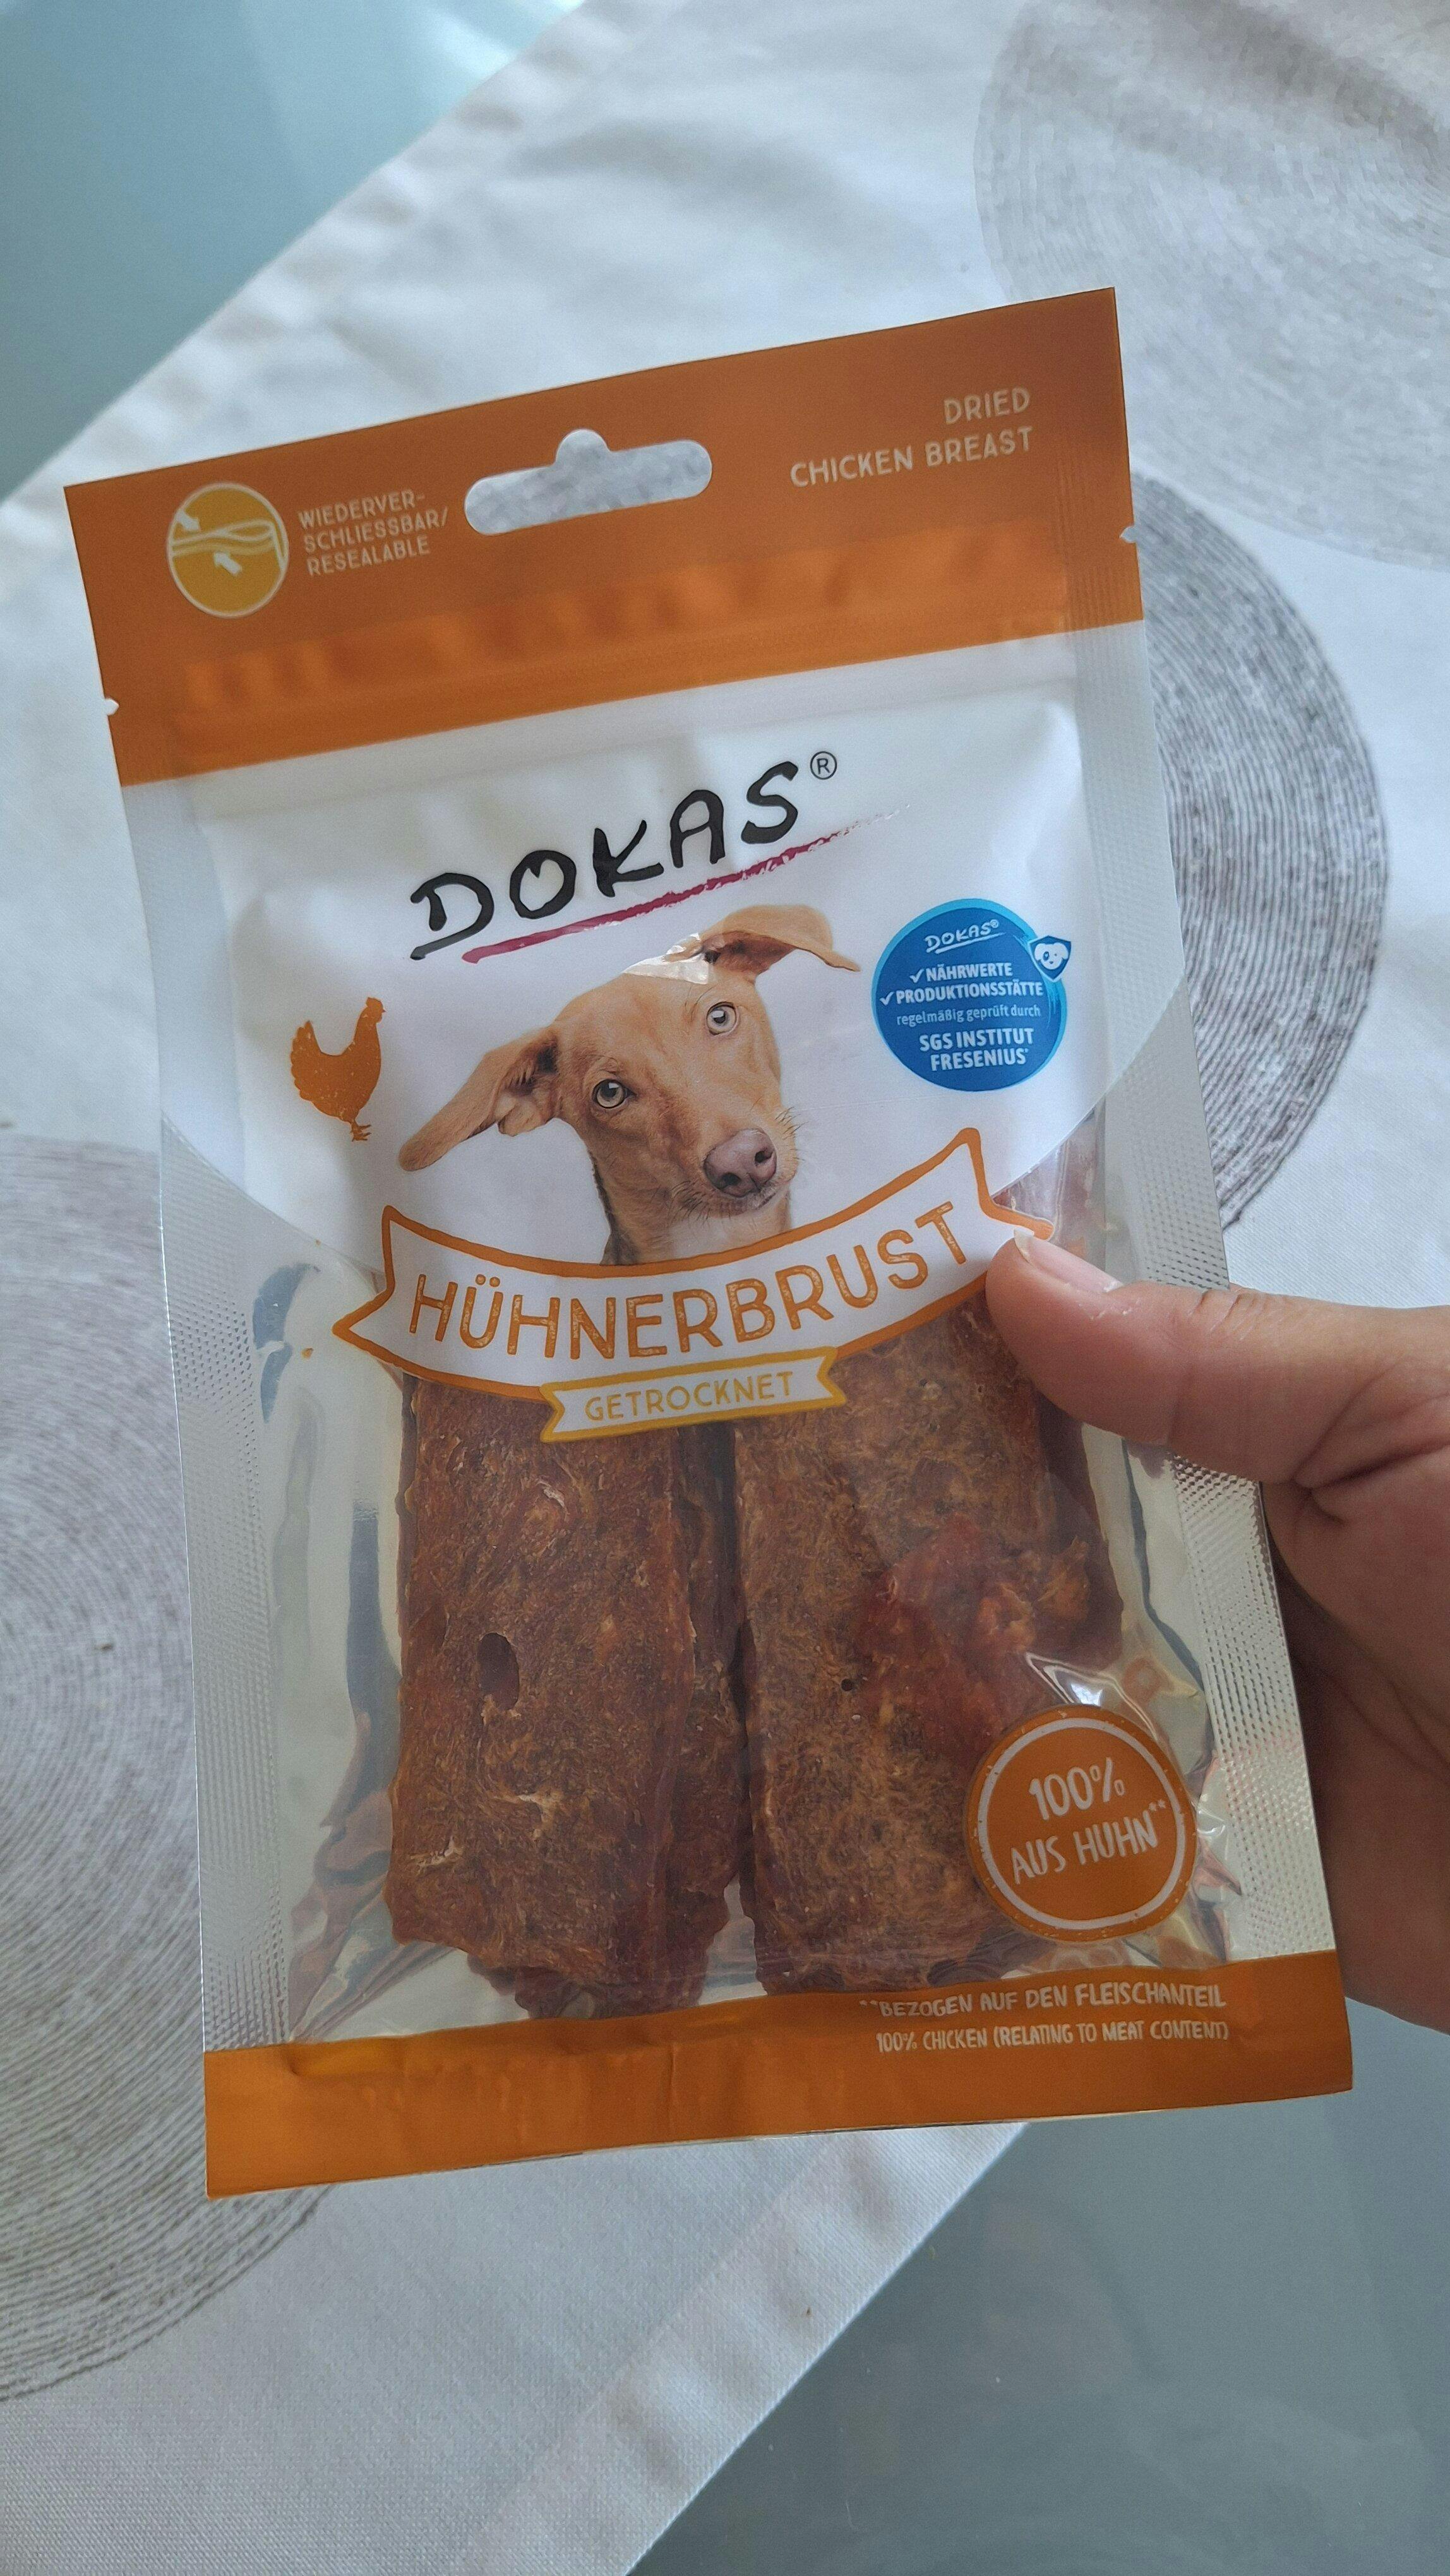 DRIED
CHICKEN BREAST
WIEDERVER-
SCHLIESSBAR/
RESEALABLE
DOKAS®
DOKAS®
✓ NÄHRWERTE
✓ PRODUKTIONSSTÄTTE
regelmäßig geprüft durch
SGS INSTITUT
FRESENIUS*
HÜHNERBRUST
GETROCKNET
100%
AUS HUHN**
**BEZOGEN AUF DEN FLEISCHANTEIL
100% CHICKEN (RELATING TO MEAT CONTENT)